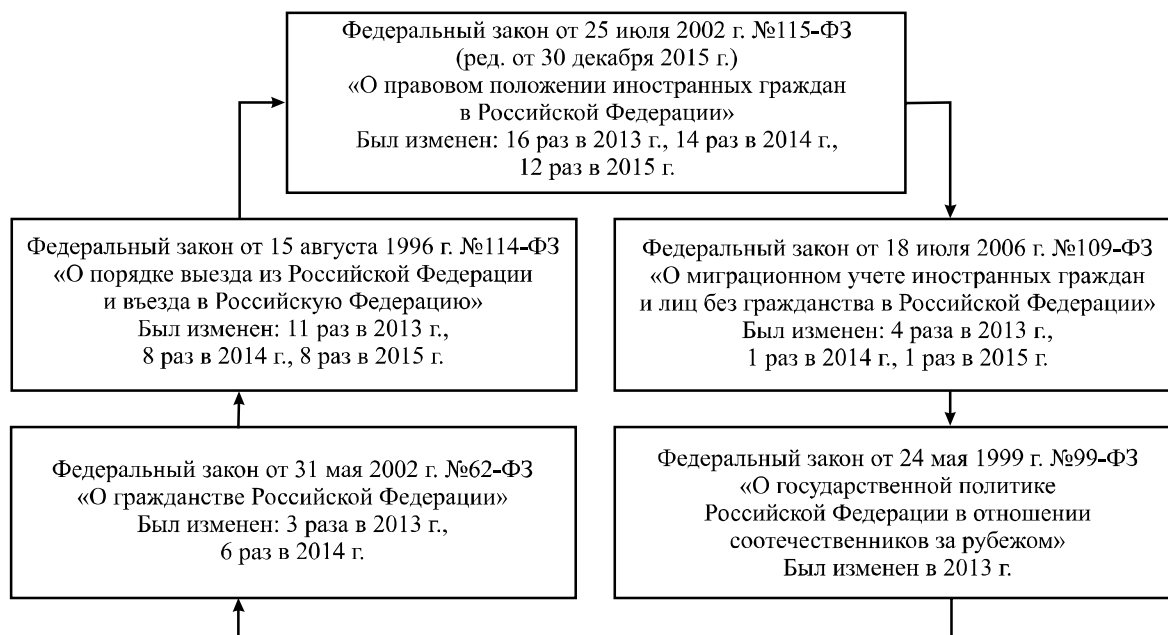 Федеральный закон от 25 июля 2002 г. №115-ФЗ
(ред. от 30 декабря 2015 г.)
«О правовом положении иностранных граждан
в Российской Федерации»
Был изменен: 16 раз в 2013 г., 14 раз в 2014 г.,
12 раз в 2015 г.
Федеральный закон от 15 августа 1996 г. №114-ФЗ
«О порядке выезда из Российской Федерации
и въезда в Российскую Федерацию»
Был изменен: 11 раз в 2013 г.,
8 раз в 2014 г., 8 раз в 2015 г.
Федеральный закон от 18 июля 2006 г. №109-ФЗ
«О миграционном учете иностранных граждан
и лиц без гражданства в Российской Федерации»
Был изменен: 4 раза в 2013 г.,
1 раз в 2014 г., 1 раз в 2015 г.
Федеральный закон от 31 мая 2002 г. №62-ФЗ
«О гражданстве Российской Федерации»
Был изменен: 3 раза в 2013 г.,
6 раз в 2014 г.
Федеральный закон от 24 мая 1999 г. №99-ФЗ
«О государственной политике
Российской Федерации в отношении
соотечественников за рубежом»
Был изменен в 2013 г.